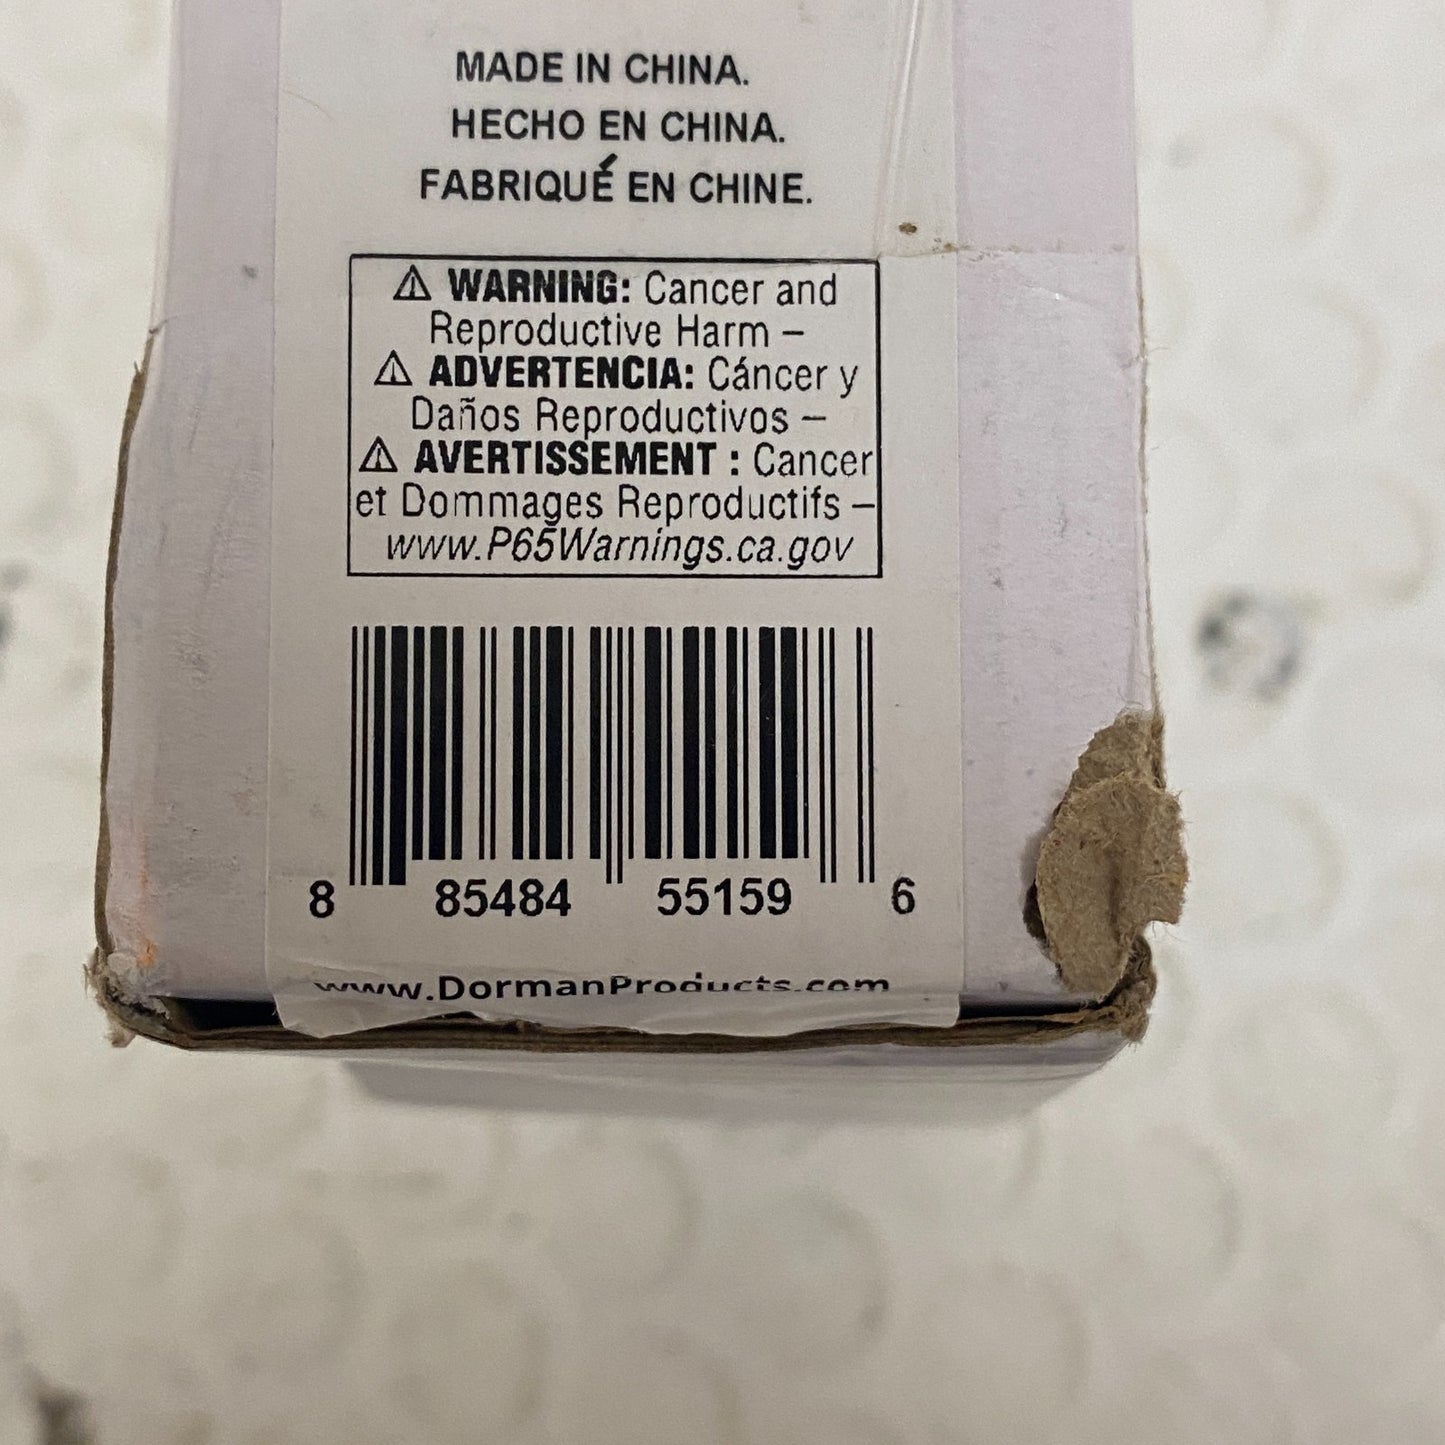 MADE IN CHINA.
HECHO EN CHINA.
FABRIQUÉ EN CHINE.
⚠ WARNING: Cancer and
Reproductive Harm –
⚠ ADVERTENCIA: Cáncer y
Daños Reproductivos –
⚠ AVERTISSEMENT : Cancer
et Dommages Reproductifs –
www.P65Warnings.ca.gov
8 85484 55159 6
www.DormanProducts.com